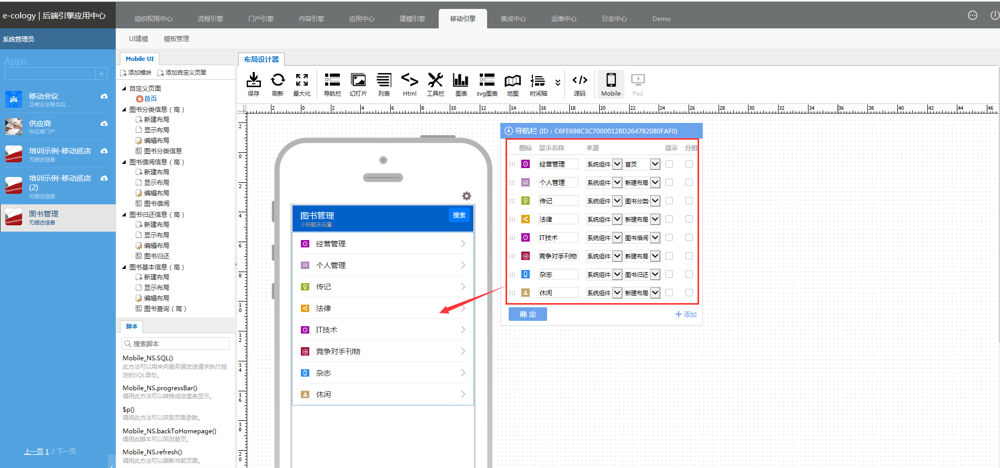 e-cology | 后端引擎应用中心
组织权限中心 流程引擎 门户引擎 内容引擎 应用中心 建模引擎 移动引擎 集成中心 运维中心 日志中心 Demo
系统管理员
UI建模 模板管理
Apps
移动会议
泛微企业移动应...
供应商
供应商门户
培训示例-移动巡店
无描述信息
培训示例-移动巡店
(2)
无描述信息
图书管理
无描述信息
上一页 1 2 下一页
Mobile UI
添加模块 添加自定义页面
自定义页面
首页
图书分类信息（高）
新建布局
显示布局
编辑布局
图书分类信息
图书借阅信息（高）
新建布局
显示布局
编辑布局
图书借阅
图书归还信息（高）
新建布局
显示布局
编辑布局
图书归还
图书基本信息（高）
新建布局
显示布局
编辑布局
图书查询（高）
脚本
搜索脚本
Mobile_NS.SQL()
此方法可以用来向服务端发送请求执行指
定的SQL语句。
Mobile_NS.progressBar()
调用此方法可以转换成进度条显示。
$p()
调用此方法可以获取页面参数。
Mobile_NS.backToHomepage()
调用此脚本可以回到首页。
Mobile_NS.refresh()
调用此方法可以刷新当前页面。
布局设计器
保存 刷新 最大化 导航栏 幻灯片 列表 Html 工具栏 图表 svg图表 地图 时间轴 源码 Mobile Pad
2 0 2 4 6 8 10 12 14 16 18 20 22 24 26 28 30 32 34 36 38 40 42 44 46
2
0
2
4
6
8
10
12
14
16
18
20
图书管理 搜索
小标题未设置
经营管理
个人管理
传记
法律
IT技术
竞争对手刊物
杂志
休闲
导航栏 (ID：C6FE698C3C7000012BD264782080FAF0)
图标 显示名称 来源 提示 分组
经营管理 系统组件 首页
个人管理 系统组件 新建布局
传记 系统组件 图书分类
法律 系统组件 新建布局
IT技术 系统组件 图书借阅
竞争对手刊物 系统组件 新建布局
杂志 系统组件 图书归还
休闲 系统组件 新建布局
确 定 添加